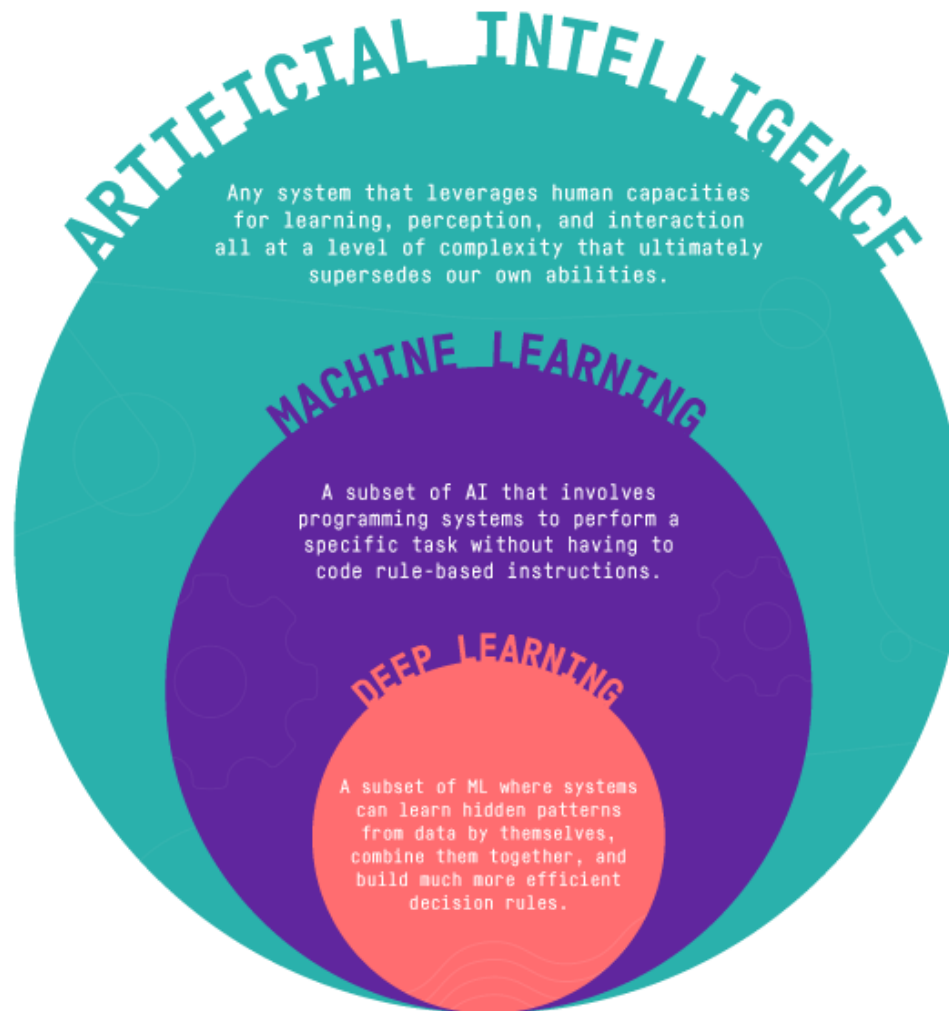 ARTIFICIAL INTELLIGENCE
Any system that leverages human capacities
for learning, perception, and interaction
all at a level of complexity that ultimately
supersedes our own abilities.
MACHINE LEARNING
A subset of AI that involves
programming systems to perform a
specific task without having to
code rule-based instructions.
DEEP LEARNING
A subset of ML where systems
can learn hidden patterns
from data by themselves,
combine them together, and
build much more efficient
decision rules.